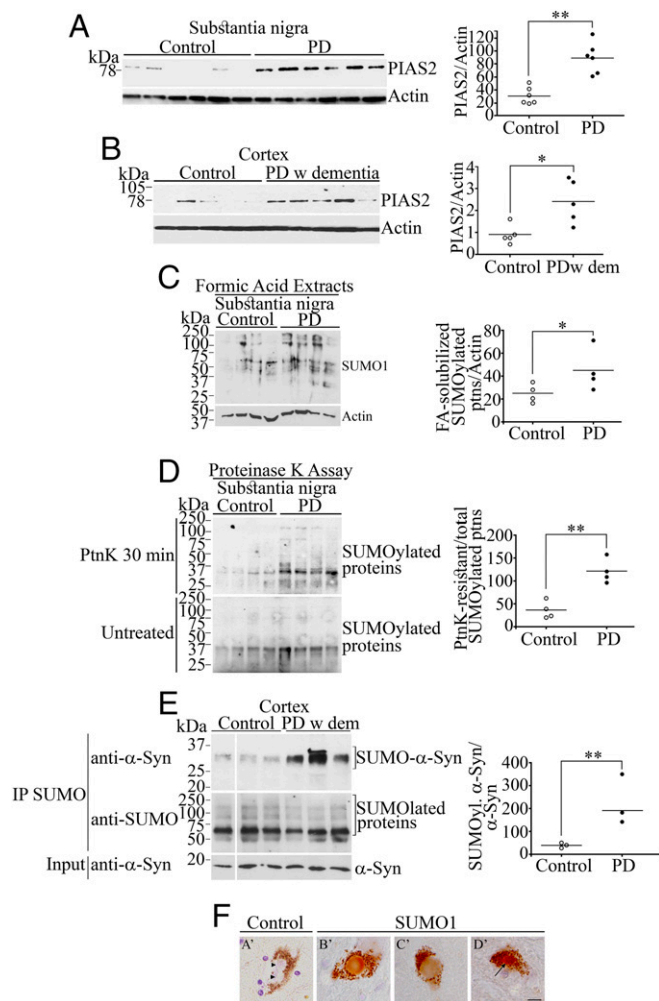 A
Substantia nigra
Control PD
kDa
78
PIAS2
Actin
PIAS2/Actin
120
100
80
60
40
20
0
**
Control PD
B
Cortex
Control PD w dementia
kDa
105
78
PIAS2
Actin
PIAS2/Actin
4
3
2
1
0
*
Control PDw dem
C
Formic Acid Extracts
Substantia nigra
Control PD
kDa
250
100
75
50
37
25
SUMO1
50
37
Actin
FA-solubilized
SUMOylated
ptns/Actin
80
60
40
20
0
*
Control PD
D
Proteinase K Assay
Substantia nigra
Control PD
kDa
PtnK 30 min
250
100
75
50
37
25
SUMOylated
proteins
Untreated
250
100
75
50
37
25
SUMOylated
proteins
PtnK-resistant/total
SUMOylated ptns
200
150
100
50
0
**
Control PD
E
Cortex
Control PD w dem
kDa
IP SUMO
anti-α-Syn
37
25
20
SUMO-α-Syn
anti-SUMO
250
100
75
50
SUMOlated
proteins
Input anti-α-Syn
20
α-Syn
SUMOyl. α-Syn/
α-Syn
400
300
200
100
0
**
Control PD
F
Control SUMO1
A' B' C' D'